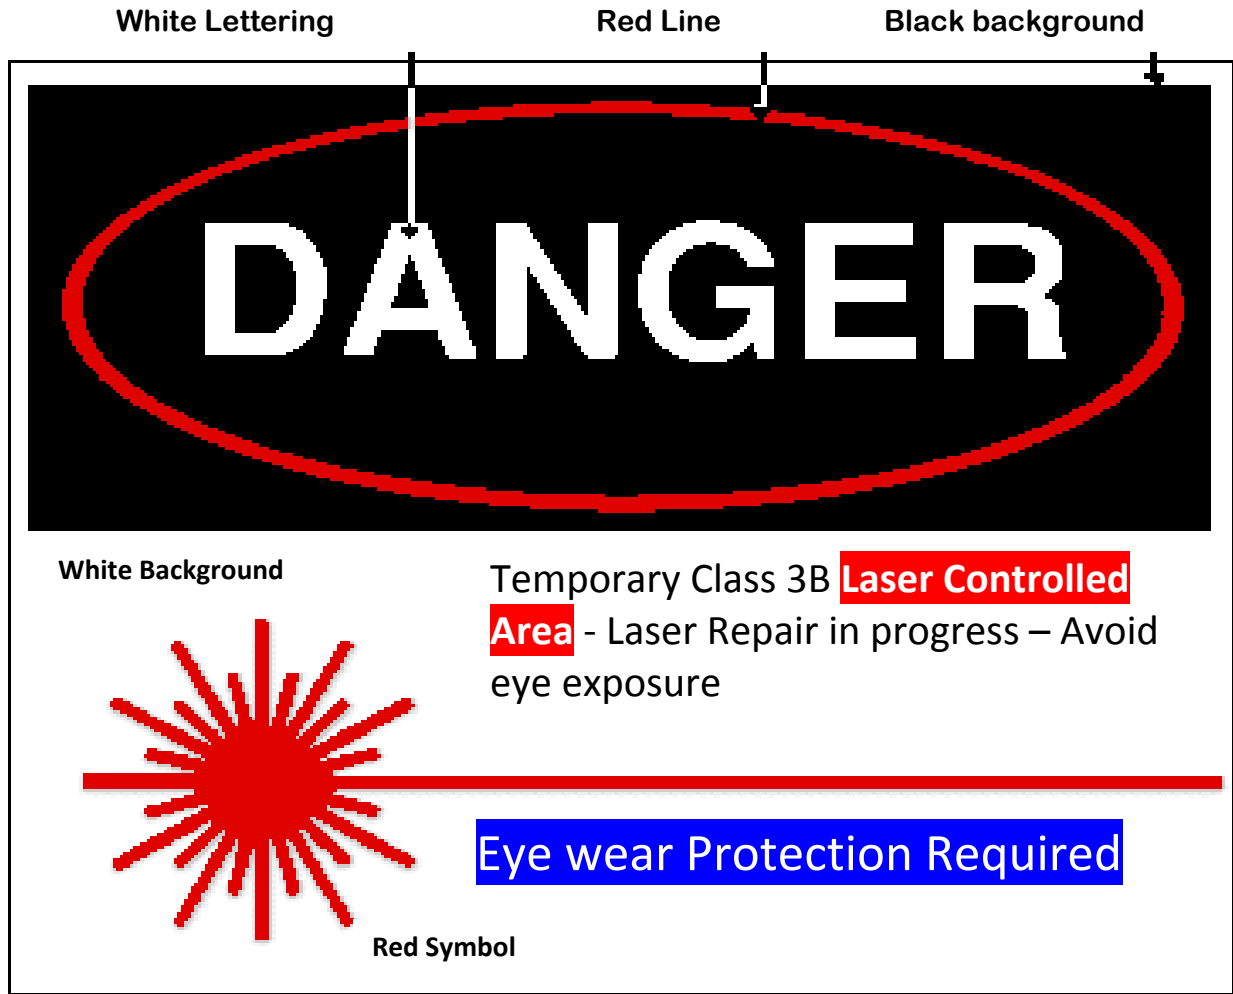 White Lettering Red Line Black background
DANGER
White Background
Temporary Class 3B Laser Controlled
Area - Laser Repair in progress – Avoid
eye exposure
Eye wear Protection Required
Red Symbol